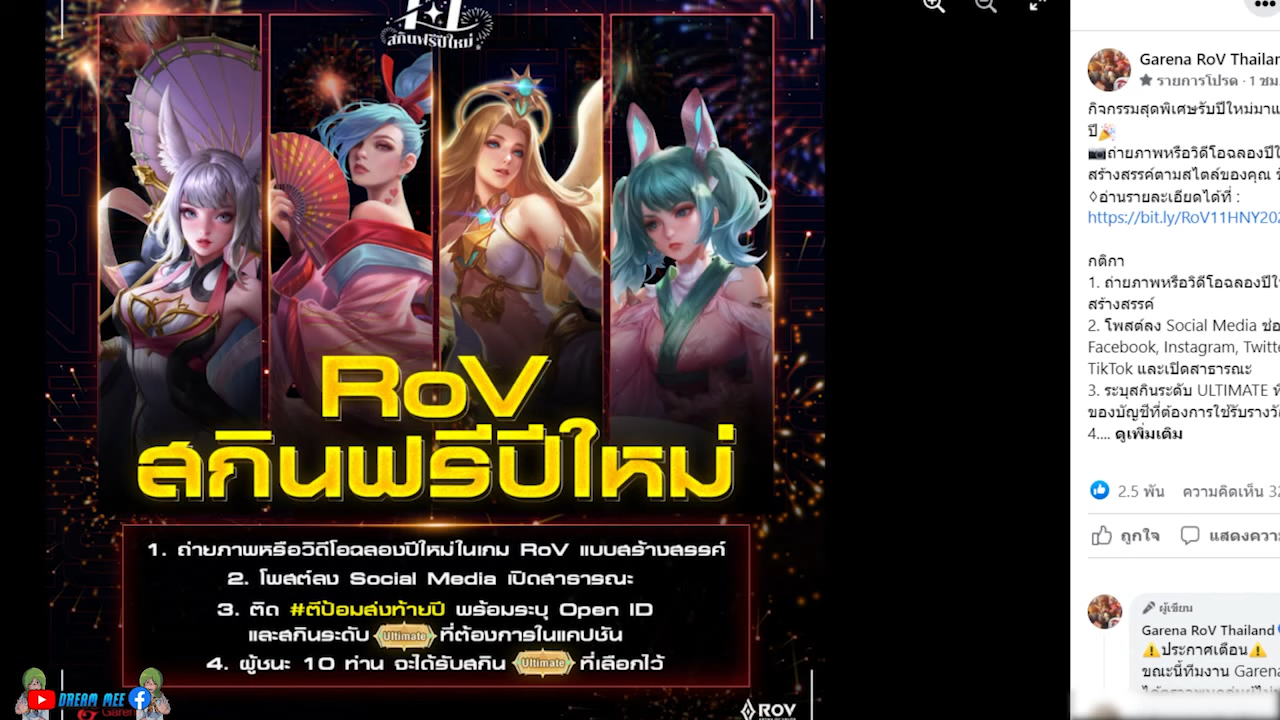 11
สกินฟรีปีใหม่
RoV
สกินฟรีปีใหม่
1. ถ่ายภาพหรือวิดีโอฉลองปีใหม่ในเกม RoV แบบสร้างสรรค์
2. โพสต์ลง Social Media เปิดสาธารณะ
3. ติด #ตีป้อมส่งท้ายปี พร้อมระบุ Open ID
และสกินระดับ Ultimate ที่ต้องการในแคปชัน
4. ผู้ชนะ 10 ท่าน จะได้รับสกิน Ultimate ที่เลือกไว้
ROV
DREAM MEE
Garena
Garena RoV Thailan
รายการโปรด · 1 ชม.
กิจกรรมสุดพิเศษรับปีใหม่มา
ปี
ถ่ายภาพหรือวิดีโอฉลองปี
สร้างสรรค์ตามสไตล์ของคุณ
◊อ่านรายละเอียดได้ที่ :
https://bit.ly/RoV11HNY202
กติกา
1. ถ่ายภาพหรือวิดีโอฉลองปี
สร้างสรรค์
2. โพสต์ลง Social Media
Facebook, Instagram, Twitte
TikTok และเปิดสาธารณะ
3. ระบุสกินระดับ ULTIMATE
ของบัญชีที่ต้องการใช้รับรางวั
4.... ดูเพิ่มเติม
2.5 พัน ความคิดเห็น 32
ถูกใจ แสดงควา
ผู้เขียน
Garena RoV Thailand
⚠️ประกาศเตือน⚠️
ขณะนี้ทีมงาน Garena